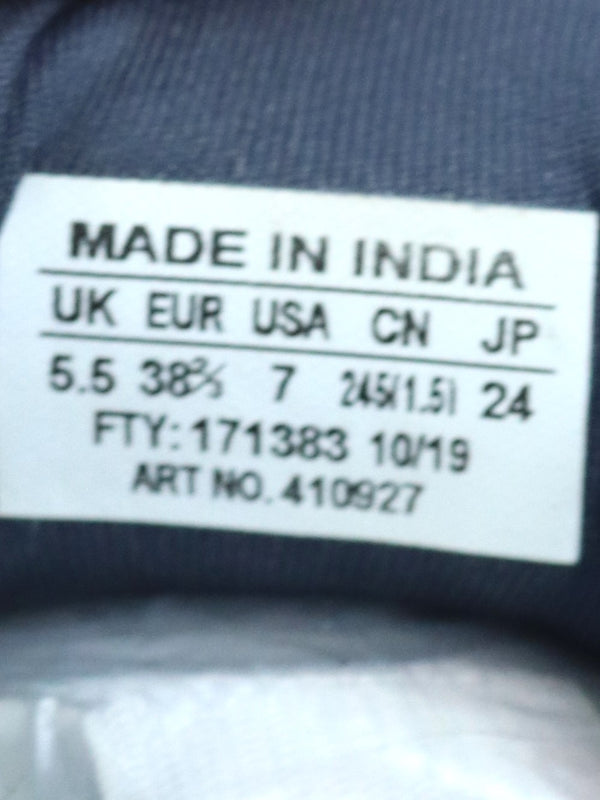 MADE IN INDIA
UK EUR USA CN JP
5.5 38⅔ 7 245(1.5) 24
FTY: 171383 10/19
ART NO. 410927